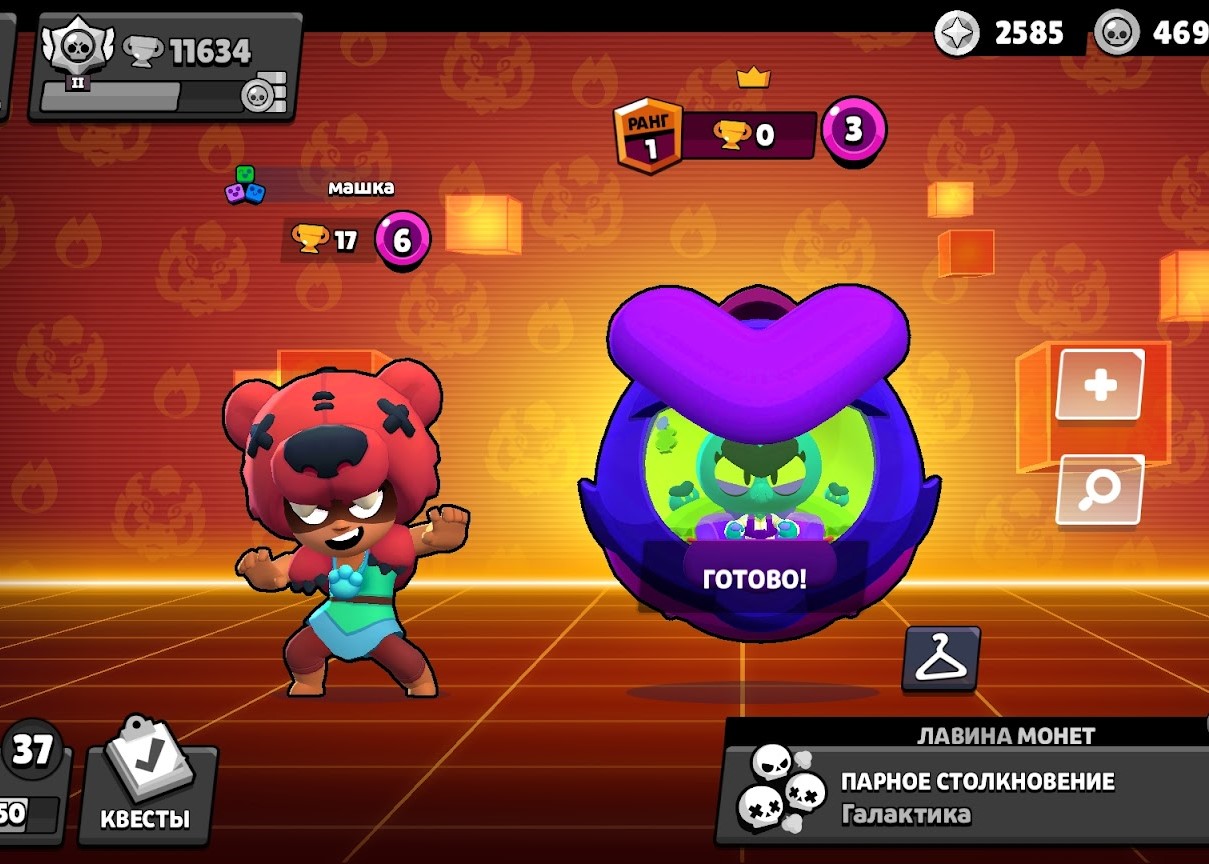 11634
II
2585
469
РАНГ
1
0
3
машка
17
6
ГОТОВО!
37
50
КВЕСТЫ
ЛАВИНА МОНЕТ
ПАРНОЕ СТОЛКНОВЕНИЕ
Галактика